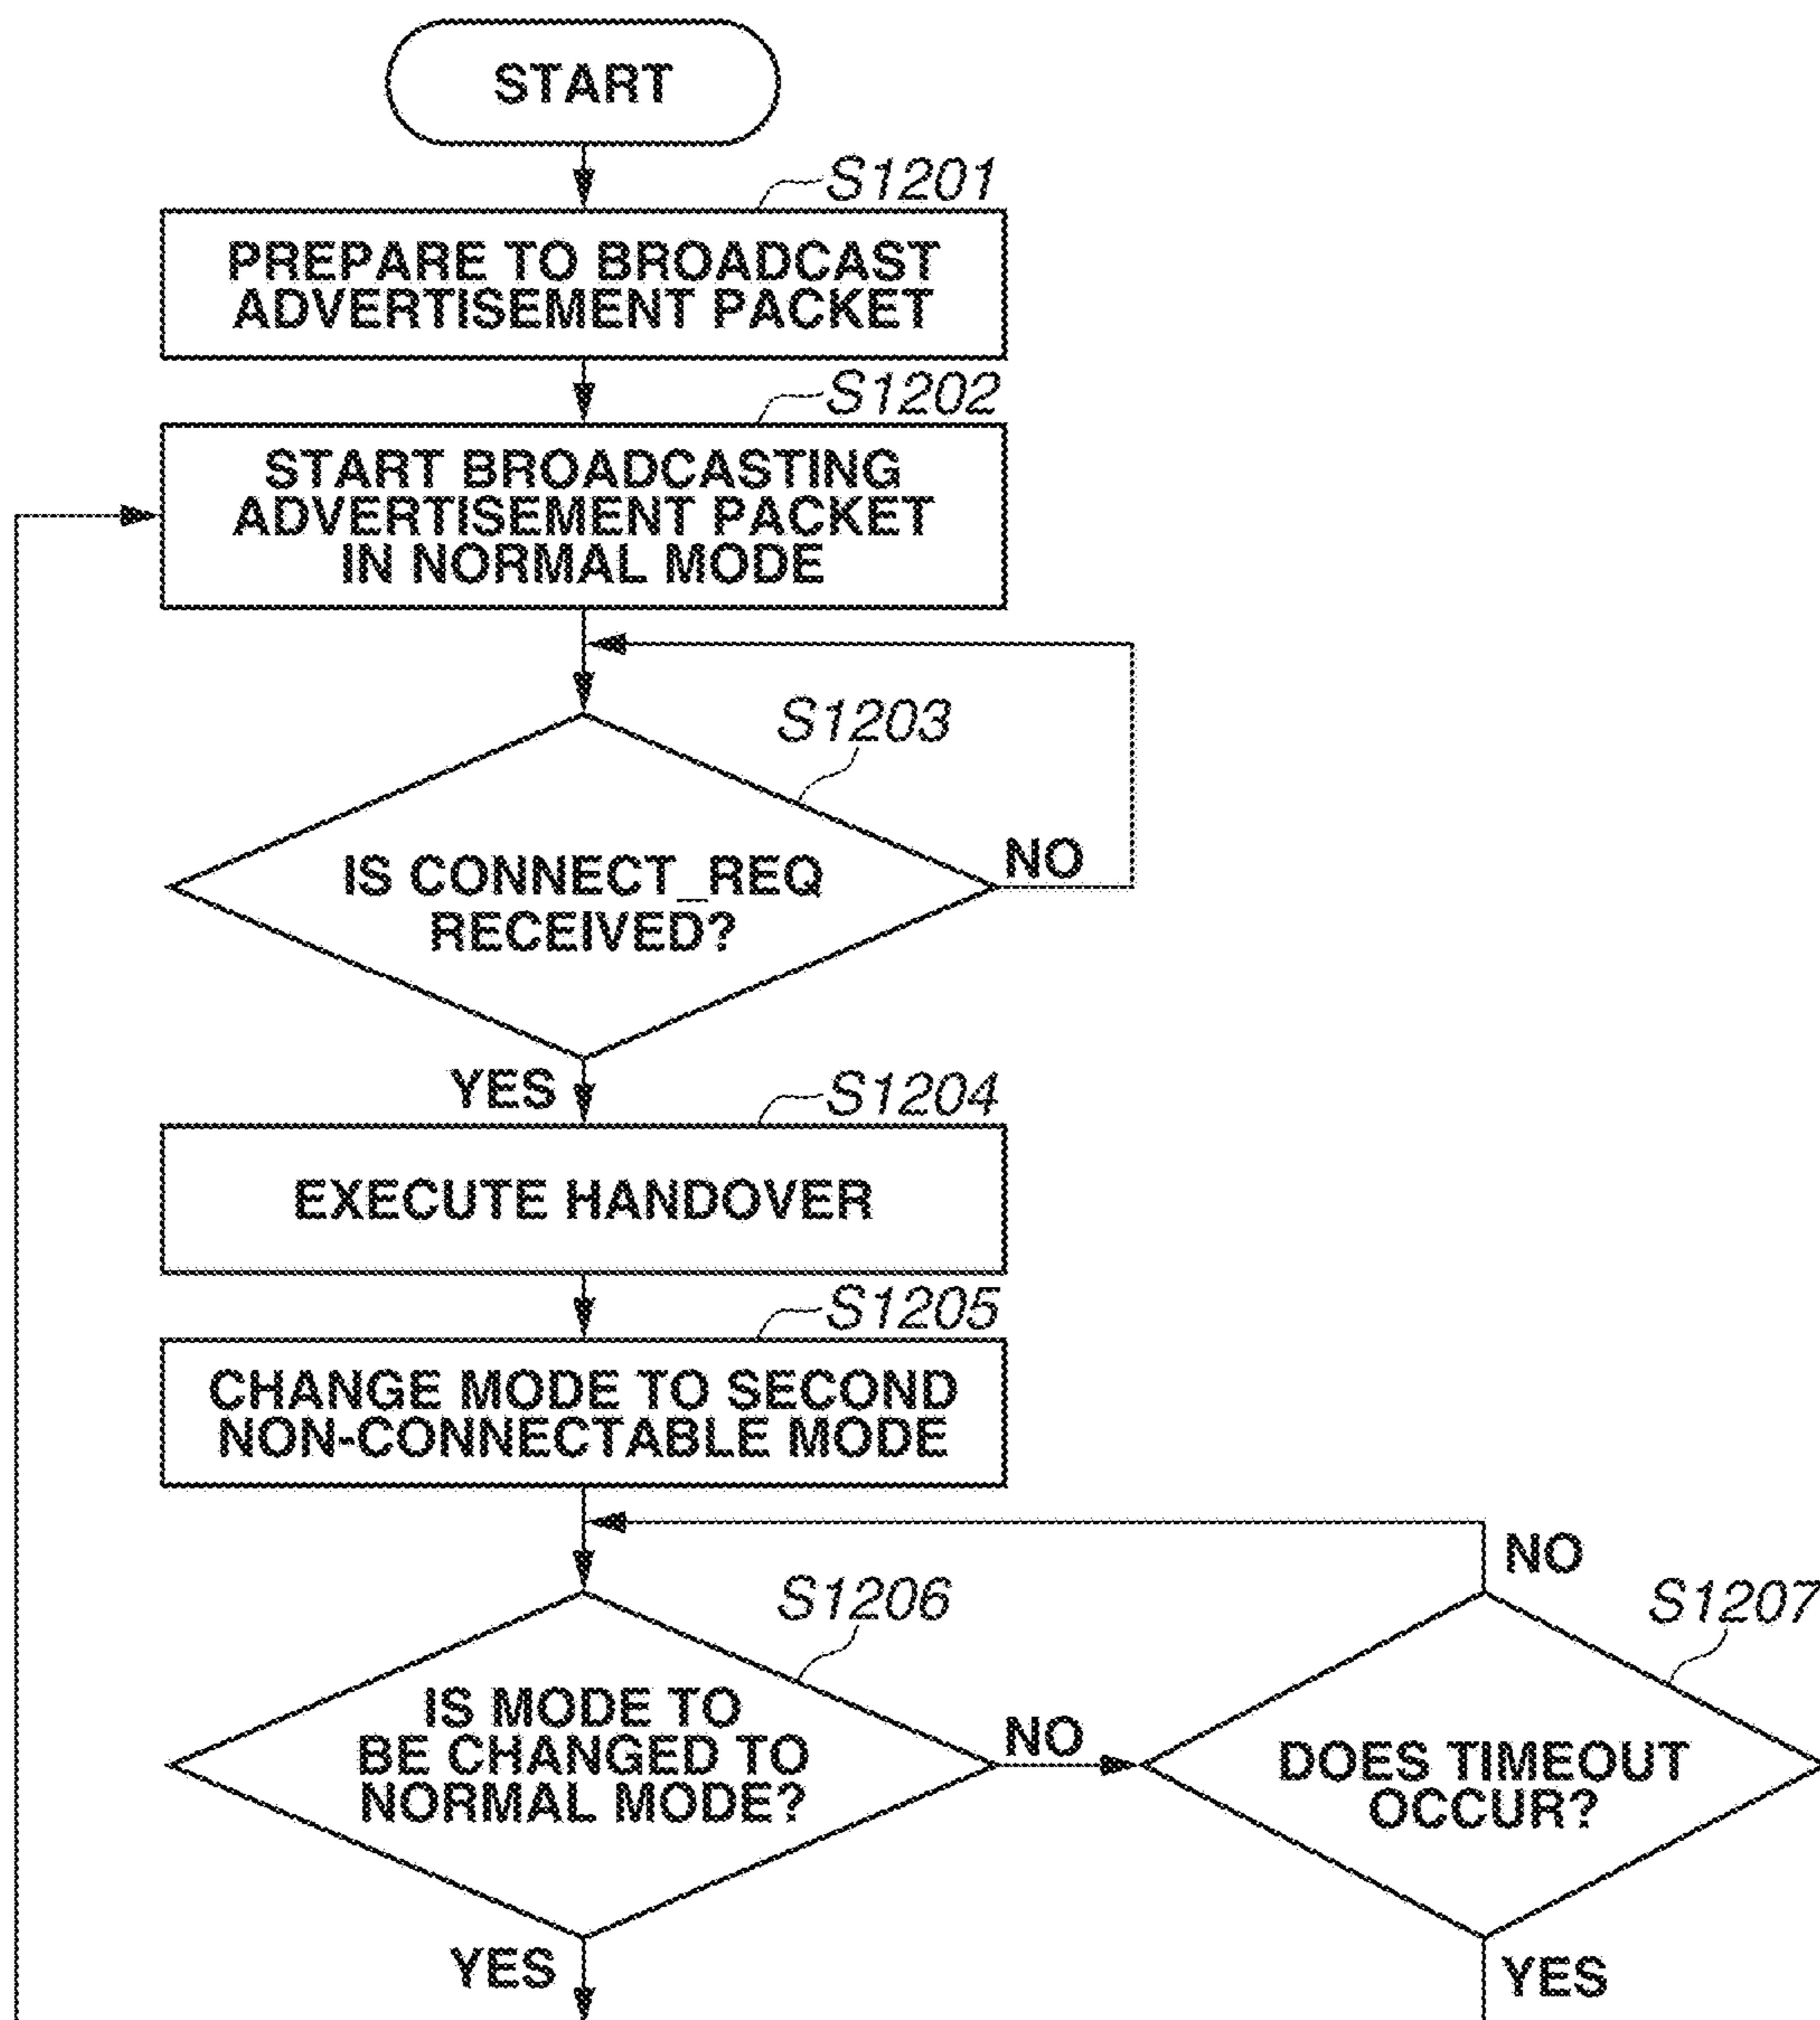 START
S1201
PREPARE TO BROADCAST
ADVERTISEMENT PACKET
S1202
START BROADCASTING
ADVERTISEMENT PACKET
IN NORMAL MODE
S1203
IS CONNECT_REQ
RECEIVED?
NO
YES
S1204
EXECUTE HANDOVER
S1205
CHANGE MODE TO SECOND
NON-CONNECTABLE MODE
NO
S1206
S1207
IS MODE TO
BE CHANGED TO
NORMAL MODE?
NO
DOES TIMEOUT
OCCUR?
YES
YES